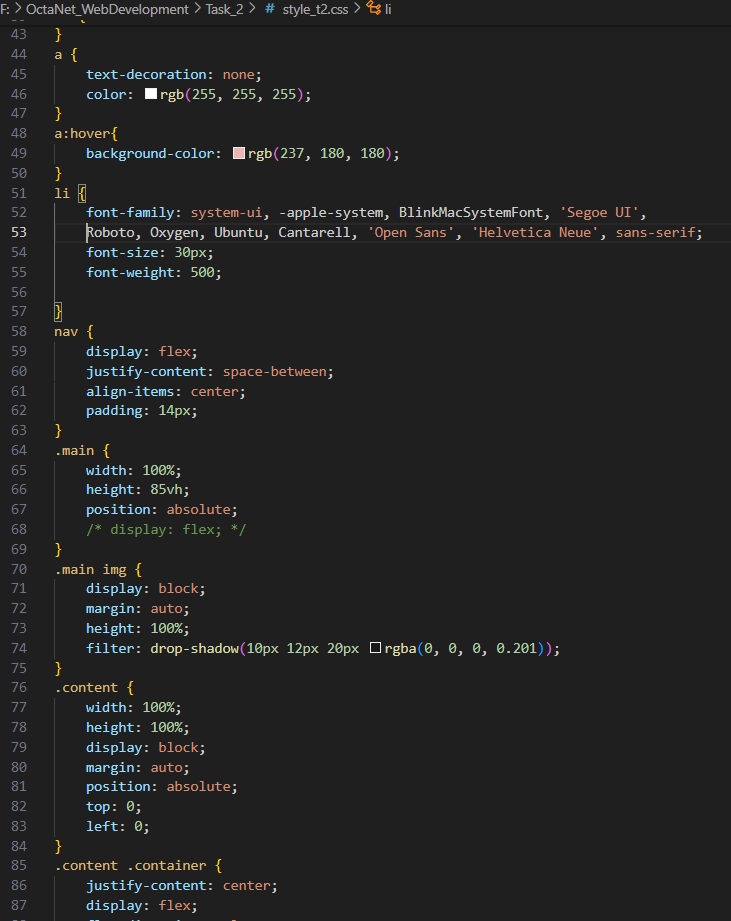 F: > OctaNet_WebDevelopment > Task_2 > # style_t2.css > li
43 }
44 a {
45 text-decoration: none;
46 color: rgb(255, 255, 255);
47 }
48 a:hover{
49 background-color: rgb(237, 180, 180);
50 }
51 li {
52 font-family: system-ui, -apple-system, BlinkMacSystemFont, 'Segoe UI',
53 Roboto, Oxygen, Ubuntu, Cantarell, 'Open Sans', 'Helvetica Neue', sans-serif;
54 font-size: 30px;
55 font-weight: 500;
56
57 }
58 nav {
59 display: flex;
60 justify-content: space-between;
61 align-items: center;
62 padding: 14px;
63 }
64 .main {
65 width: 100%;
66 height: 85vh;
67 position: absolute;
68 /* display: flex; */
69 }
70 .main img {
71 display: block;
72 margin: auto;
73 height: 100%;
74 filter: drop-shadow(10px 12px 20px rgba(0, 0, 0, 0.201));
75 }
76 .content {
77 width: 100%;
78 height: 100%;
79 display: block;
80 margin: auto;
81 position: absolute;
82 top: 0;
83 left: 0;
84 }
85 .content .container {
86 justify-content: center;
87 display: flex;